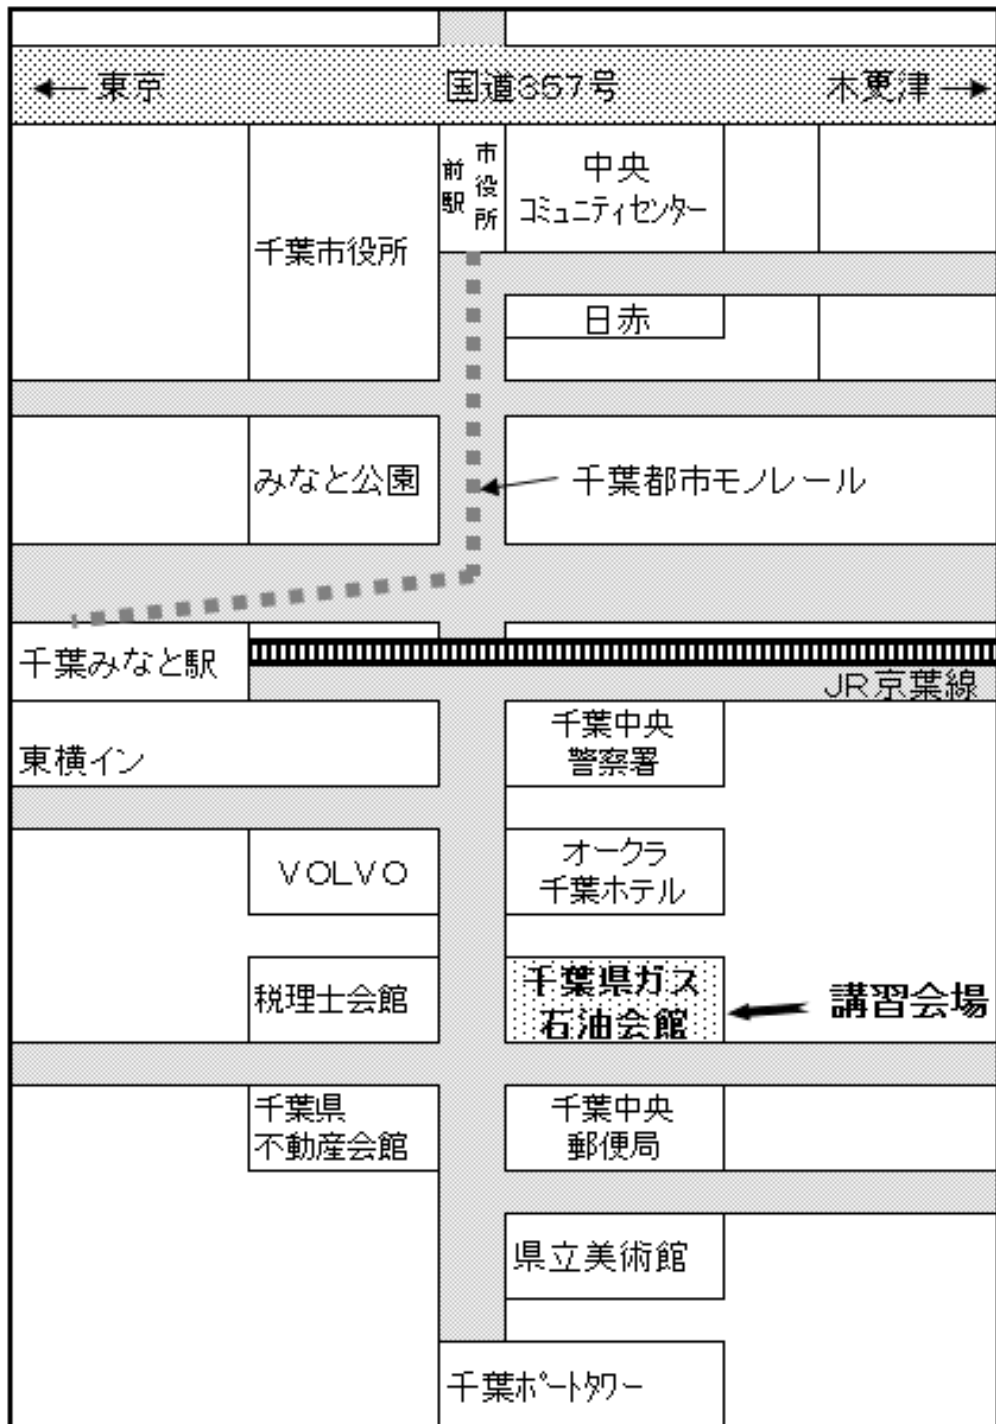 ←東京
国道357号
木更津→
千葉市役所
市役所
前駅
中央
コミュニティセンター
日赤
みなと公園
千葉都市モノレール
千葉みなと駅
JR京葉線
東横イン
千葉中央
警察署
VOLVO
オークラ
千葉ホテル
税理士会館
千葉県ガス
石油会館
講習会場
千葉県
不動産会館
千葉中央
郵便局
県立美術館
千葉ポートタワー